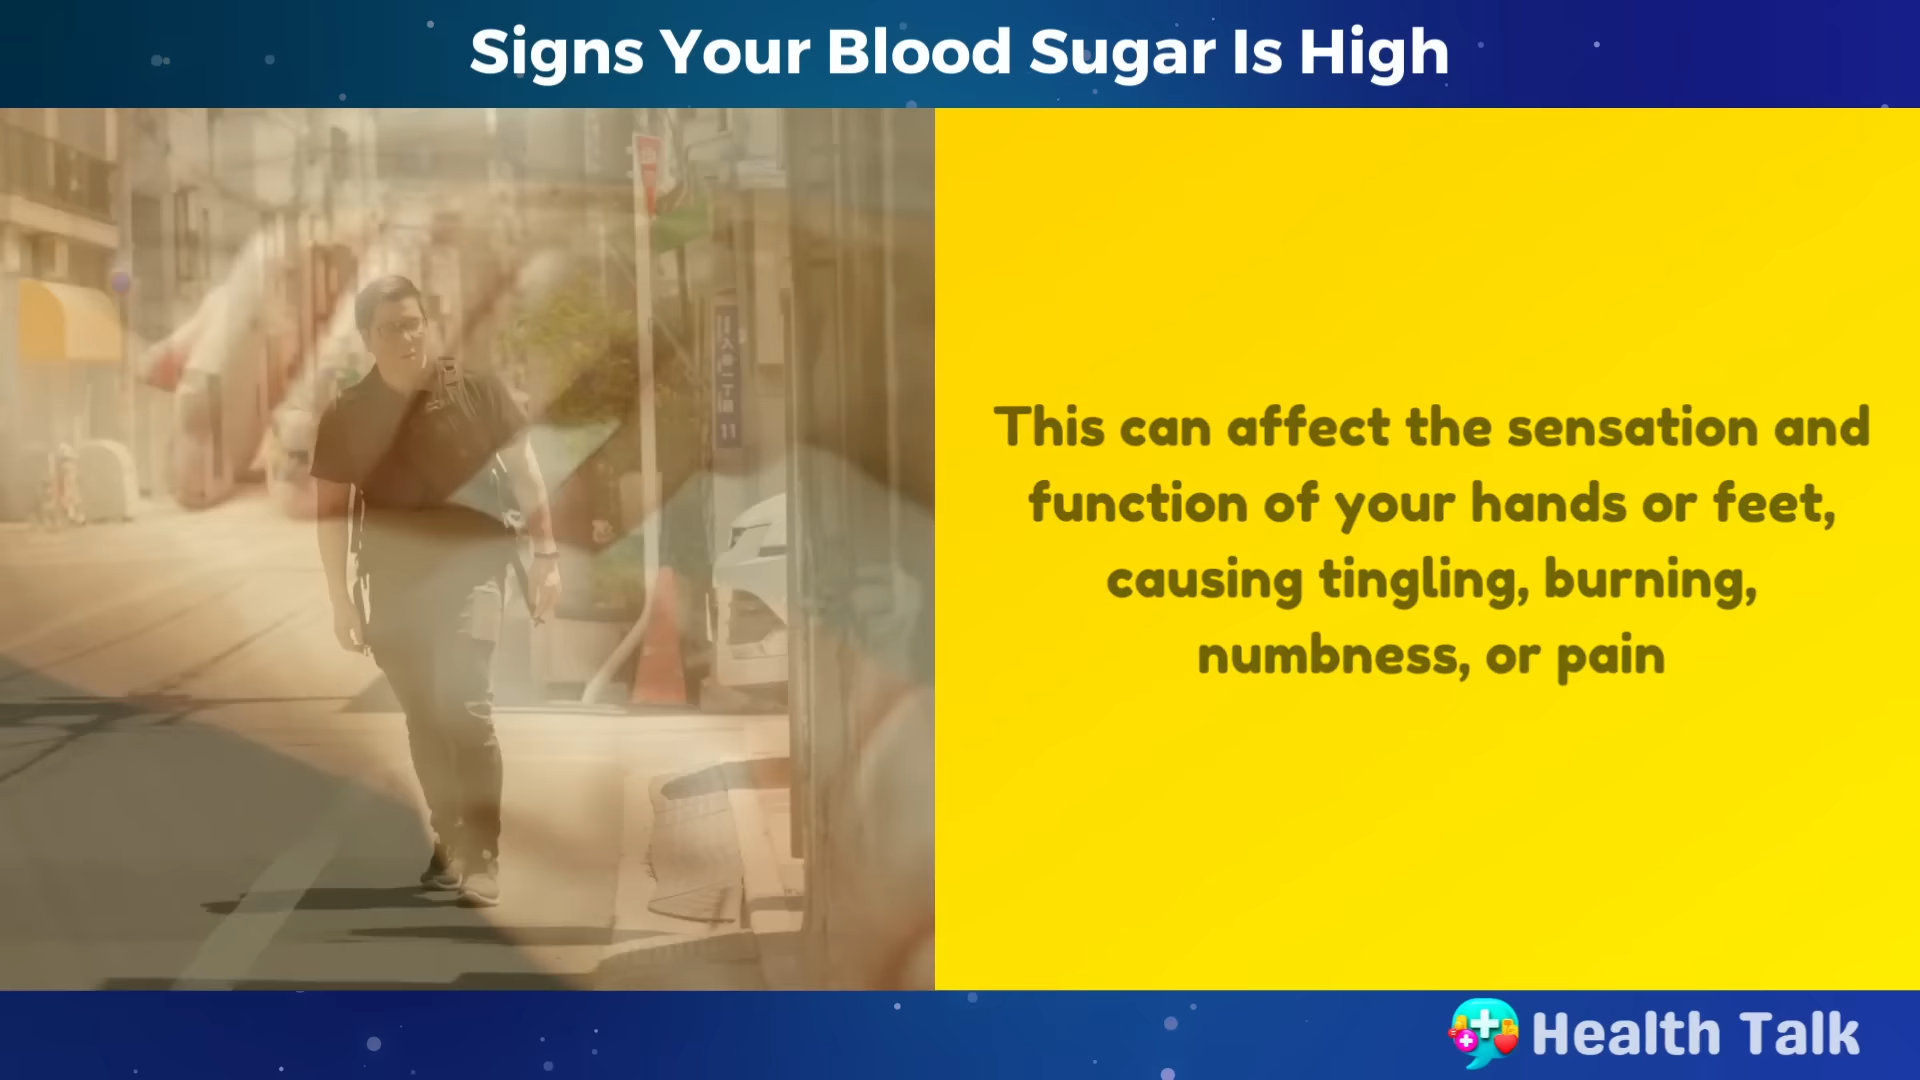 Signs Your Blood Sugar Is High
This can affect the sensation and
function of your hands or feet,
causing tingling, burning,
numbness, or pain
Health Talk